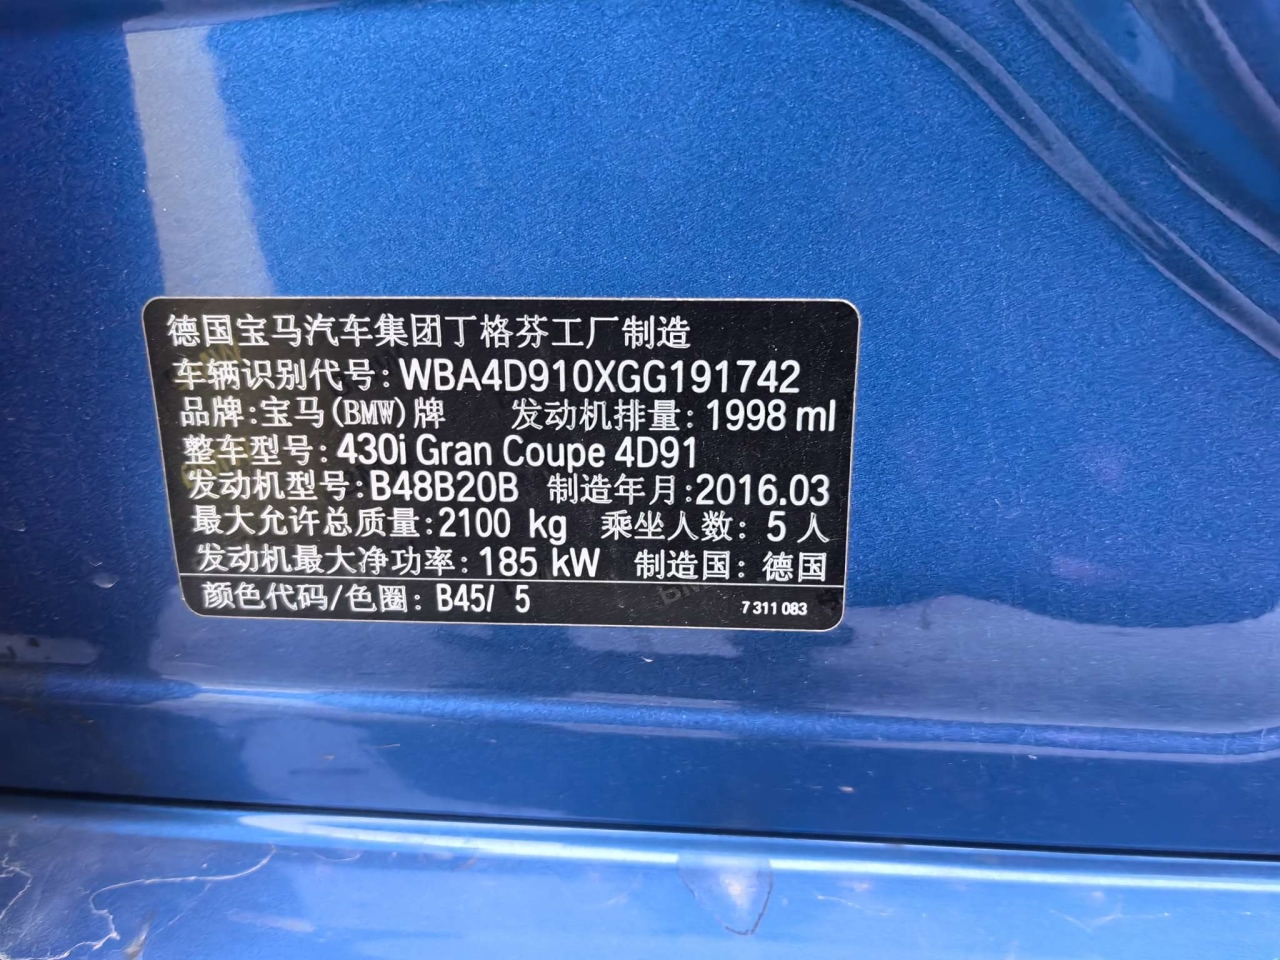 德国宝马汽车集团丁格芬工厂制造
车辆识别代号:WBA4D910XGG191742
品牌:宝马(BMW)牌 发动机排量:1998 ml
整车型号:430i Gran Coupe 4D91
发动机型号:B48B20B 制造年月:2016.03
最大允许总质量:2100 kg 乘坐人数: 5 人
发动机最大净功率:185 kW 制造国: 德国
颜色代码/色圈: B45/ 5 7 311 083